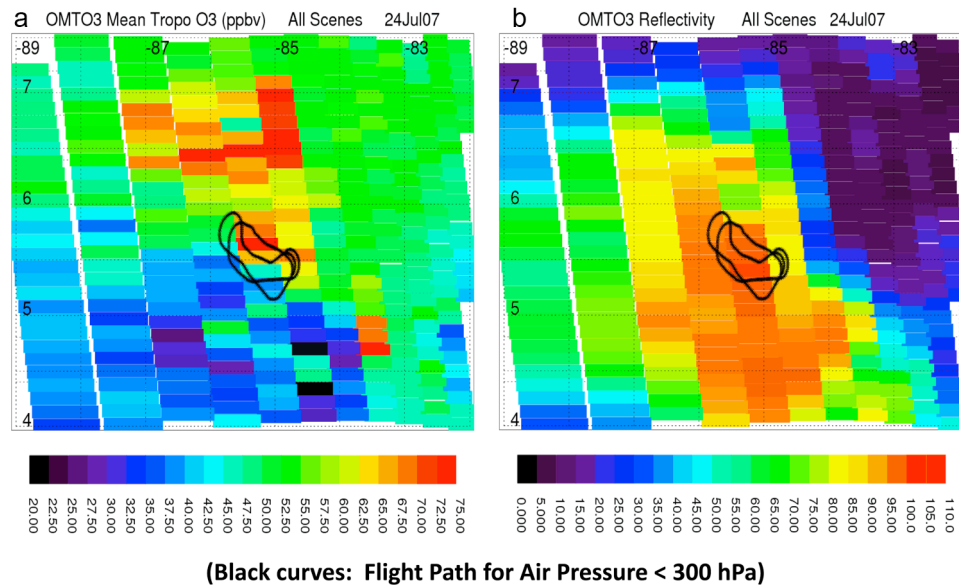 a OMTO3 Mean Tropo O3 (ppbv) All Scenes 24Jul07
-89 -87 -85 -83
7
6
5
4
20.00 22.50 25.00 27.50 30.00 32.50 35.00 37.50 40.00 42.50 45.00 47.50 50.00 52.50 55.00 57.50 60.00 62.50 65.00 67.50 70.00 72.50 75.00
b OMTO3 Reflectivity All Scenes 24Jul07
-89 -87 -85 -83
7
6
5
4
0.000 5.000 10.00 15.00 20.00 25.00 30.00 35.00 40.00 45.00 50.00 55.00 60.00 65.00 70.00 75.00 80.00 85.00 90.00 95.00 100.0 110.0
(Black curves: Flight Path for Air Pressure < 300 hPa)